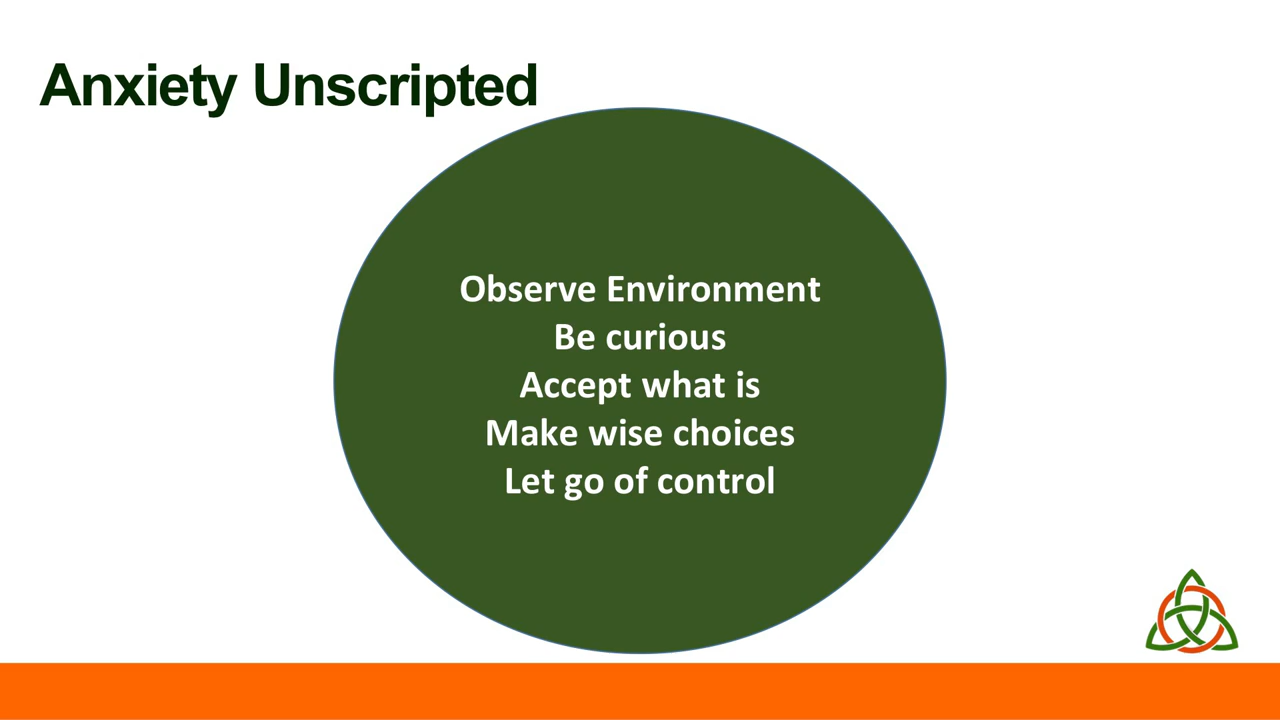 Anxiety Unscripted
Observe Environment
Be curious
Accept what is
Make wise choices
Let go of control